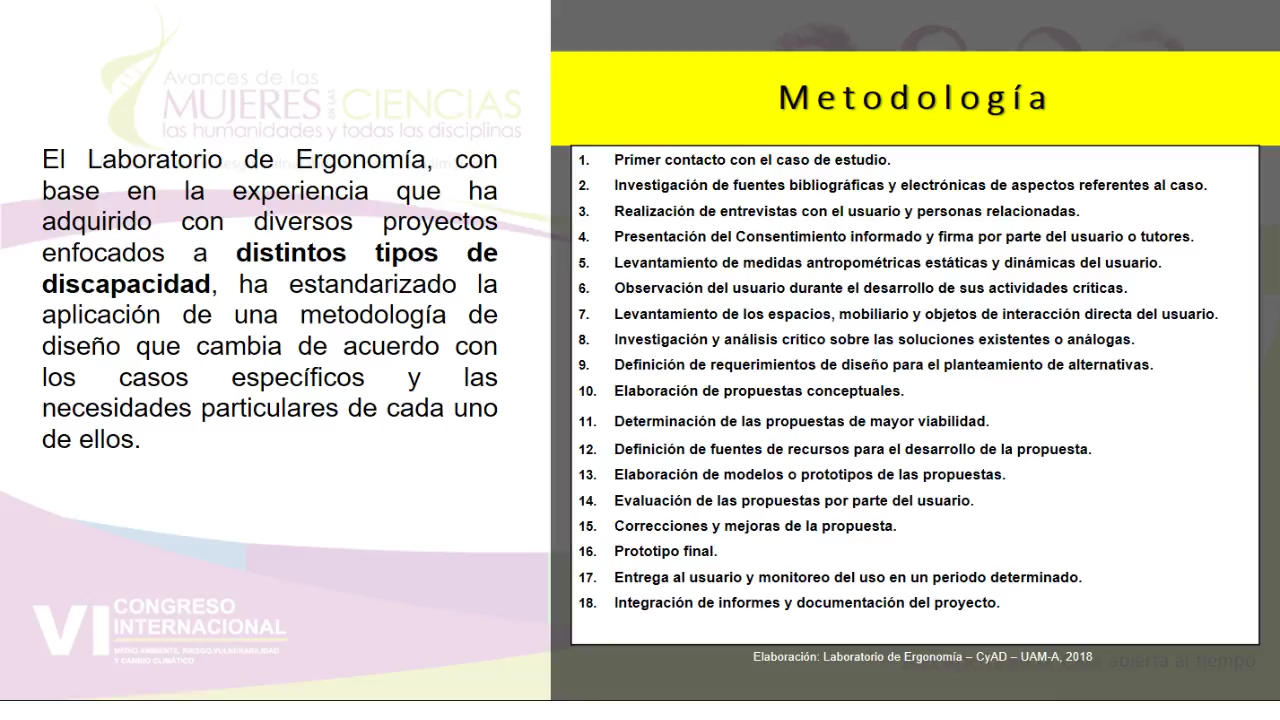 Avances de las
MUJERES EN LAS CIENCIAS
las humanidades y todas las disciplinas
El Laboratorio de Ergonomía, con
base en la experiencia que ha
adquirido con diversos proyectos
enfocados a distintos tipos de
discapacidad, ha estandarizado la
aplicación de una metodología de
diseño que cambia de acuerdo con
los casos específicos y las
necesidades particulares de cada uno
de ellos.
VI CONGRESO
INTERNACIONAL
MEDIO AMBIENTE, RIESGO, VULNERABILIDAD
Y CAMBIO CLIMÁTICO
Metodología
1. Primer contacto con el caso de estudio.
2. Investigación de fuentes bibliográficas y electrónicas de aspectos referentes al caso.
3. Realización de entrevistas con el usuario y personas relacionadas.
4. Presentación del Consentimiento informado y firma por parte del usuario o tutores.
5. Levantamiento de medidas antropométricas estáticas y dinámicas del usuario.
6. Observación del usuario durante el desarrollo de sus actividades críticas.
7. Levantamiento de los espacios, mobiliario y objetos de interacción directa del usuario.
8. Investigación y análisis crítico sobre las soluciones existentes o análogas.
9. Definición de requerimientos de diseño para el planteamiento de alternativas.
10. Elaboración de propuestas conceptuales.
11. Determinación de las propuestas de mayor viabilidad.
12. Definición de fuentes de recursos para el desarrollo de la propuesta.
13. Elaboración de modelos o prototipos de las propuestas.
14. Evaluación de las propuestas por parte del usuario.
15. Correcciones y mejoras de la propuesta.
16. Prototipo final.
17. Entrega al usuario y monitoreo del uso en un periodo determinado.
18. Integración de informes y documentación del proyecto.
Elaboración: Laboratorio de Ergonomía – CyAD – UAM-A, 2018
abierta al tiempo